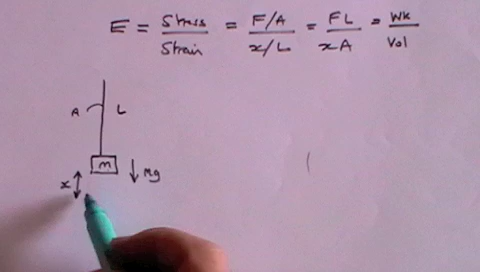 E = Stress/Strain = F/A / x/L = FL/xA = Wk/Vol
A L
m Mg
x